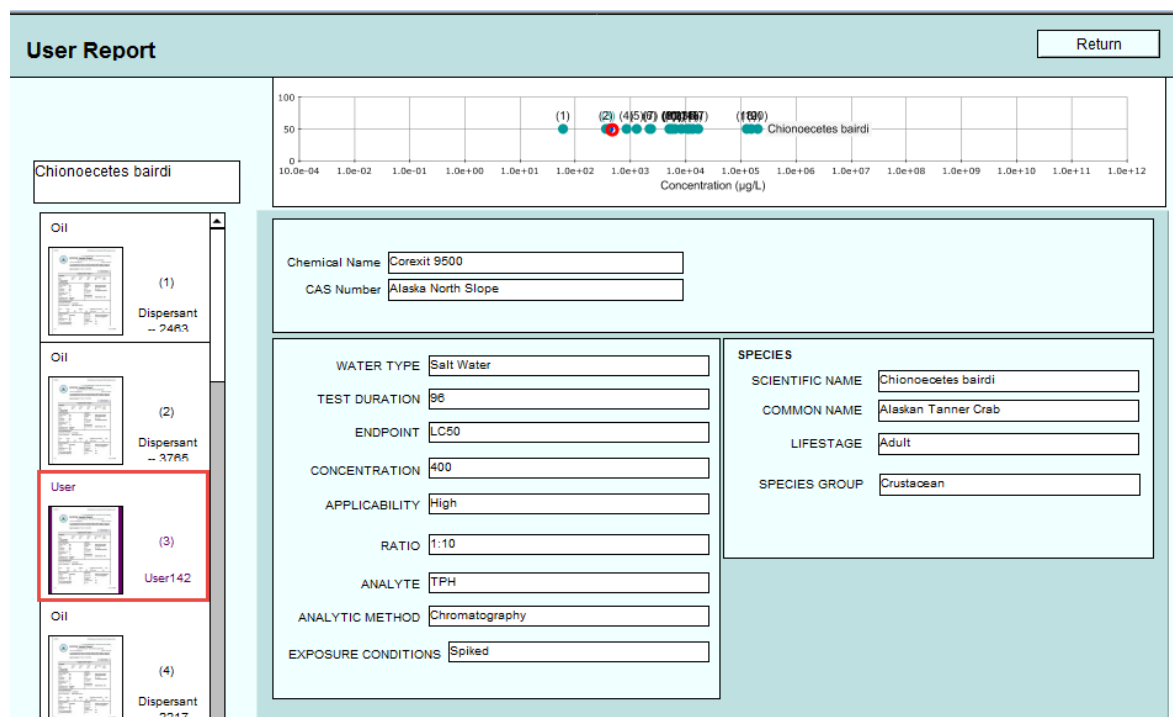 User Report
Return
100
50
0
(1)
(2)
Chionoecetes bairdi
10.0e-04 1.0e-02 1.0e-01 1.0e+00 1.0e+01 1.0e+02 1.0e+03 1.0e+04 1.0e+05 1.0e+06 1.0e+07 1.0e+08 1.0e+09 1.0e+10 1.0e+11 1.0e+12
Concentration (µg/L)
Chionoecetes bairdi
Oil
(1)
Dispersant
-- 2463
Oil
(2)
Dispersant
-- 3765
User
(3)
User142
Oil
(4)
Dispersant
Chemical Name Corexit 9500
CAS Number Alaska North Slope
WATER TYPE Salt Water
TEST DURATION 96
ENDPOINT LC50
CONCENTRATION 400
APPLICABILITY High
RATIO 1:10
ANALYTE TPH
ANALYTIC METHOD Chromatography
EXPOSURE CONDITIONS Spiked
SPECIES
SCIENTIFIC NAME Chionoecetes bairdi
COMMON NAME Alaskan Tanner Crab
LIFESTAGE Adult
SPECIES GROUP Crustacean